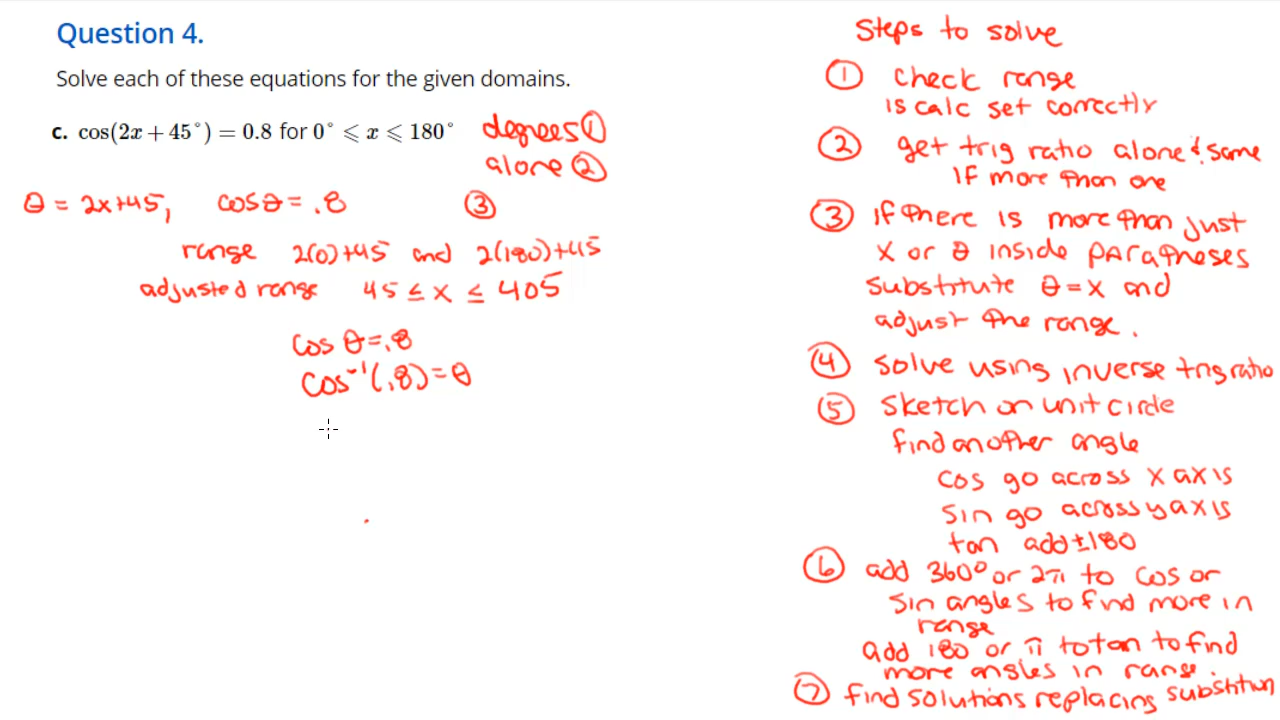 Question 4.
Solve each of these equations for the given domains.
c. cos(2x + 45°) = 0.8 for 0° ⩽ x ⩽ 180°
degrees ①
alone ②
θ = 2x+45, cosθ = .8 ③
range 2(0)+45 and 2(180)+45
adjusted range 45 ≤ x ≤ 405
cos θ = .8
cos⁻¹(.8) = θ
Steps to solve
① check range
is calc set correctly
② get trig ratio alone & same
if more than one
③ if there is more than just
x or θ inside paraptheses
substitute θ = x and
adjust the range.
④ solve using inverse trig ratio
⑤ sketch on unit circle
find another angle
cos go across x axis
sin go across y axis
tan add ±180
⑥ add 360° or 2π to cos or
sin angles to find more in
range
add 180 or π to tan to find
more angles in range.
⑦ find solutions replacing substitution